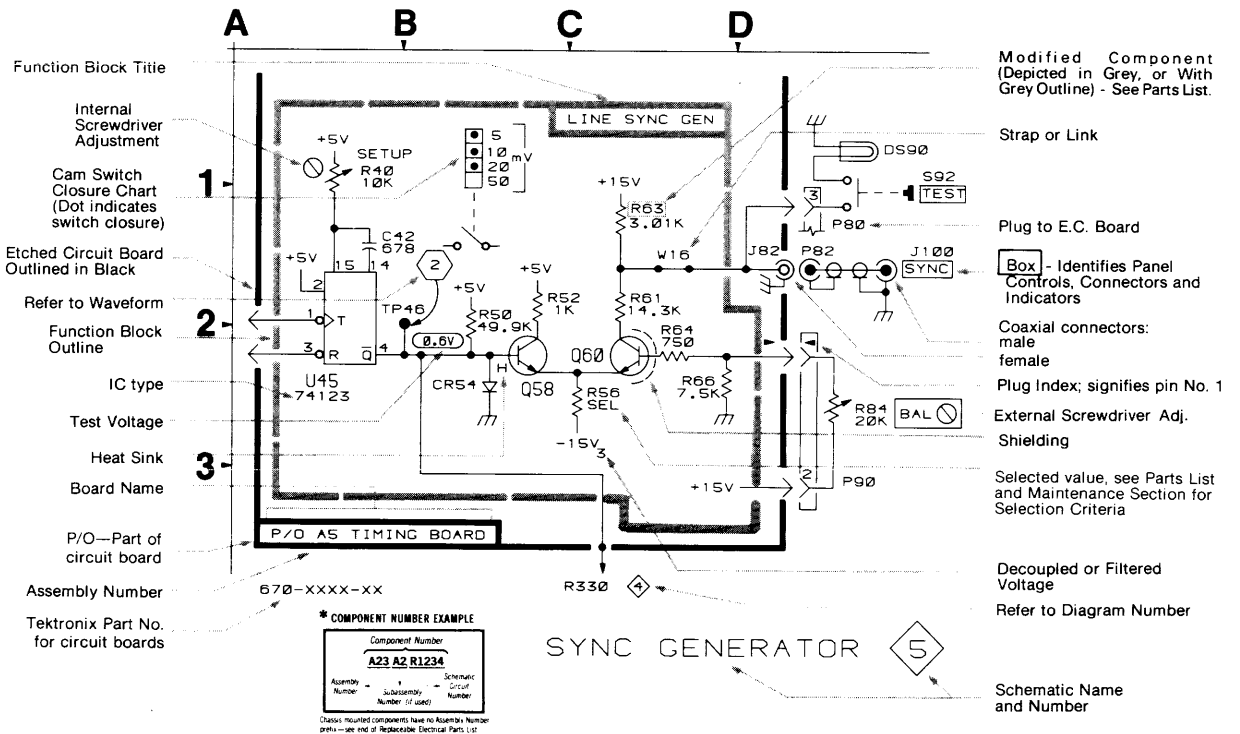 A B C D
Function Block Title
Internal
Screwdriver
Adjustment
Cam Switch
Closure Chart
(Dot indicates
switch closure)
Etched Circuit Board
Outlined in Black
Refer to Waveform
Function Block
Outline
IC type
Test Voltage
Heat Sink
Board Name
P/O—Part of
circuit board
Assembly Number
Tektronix Part No.
for circuit boards
1
2
3
LINE SYNC GEN
+5V
SETUP
R40
10K
5
10
20
50
mV
C42
678
+5V
15 14
2
1 T
3 R
Q 4
U45
74123
2
TP46
0.6V
+5V
R50
49.9K
CR54
H
+5V
R52
1K
Q58
Q60
+15V
R63
3.01K
W16
R61
14.3K
R64
750
R66
7.5K
R56
SEL
-15V
3
+15V
DS90
S92
TEST
3
P80
J82 P82
J100
SYNC
1
R84
20K
BAL
2
P90
P/O A5 TIMING BOARD
670-XXXX-XX
R330 4
SYNC GENERATOR 5
* COMPONENT NUMBER EXAMPLE
Component Number
A23 A2 R1234
Assembly
Number
Subassembly
Number (if used)
Schematic
Circuit
Number
Chassis mounted components have no Assembly Number
prefix—see end of Replaceable Electrical Parts List
Modified Component
(Depicted in Grey, or With
Grey Outline) - See Parts List.
Strap or Link
Plug to E.C. Board
Box - Identifies Panel
Controls, Connectors and
Indicators
Coaxial connectors:
male
female
Plug Index; signifies pin No. 1
External Screwdriver Adj.
Shielding
Selected value, see Parts List
and Maintenance Section for
Selection Criteria
Decoupled or Filtered
Voltage
Refer to Diagram Number
Schematic Name
and Number